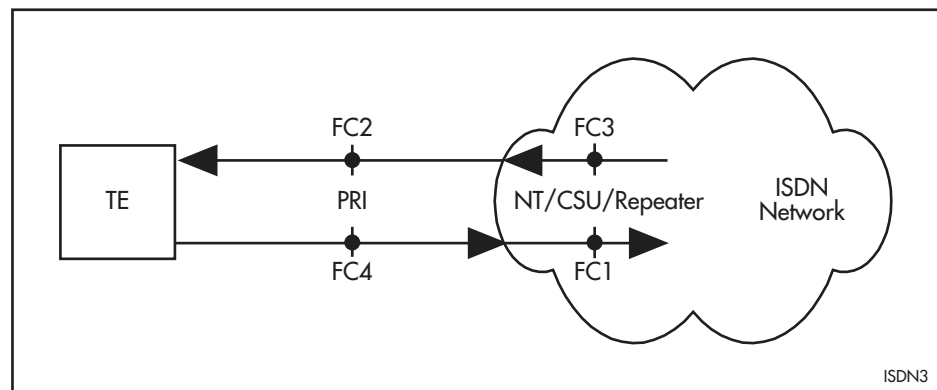 FC2
FC3
TE
PRI
NT/CSU/Repeater
ISDN
Network
FC4
FC1
ISDN3